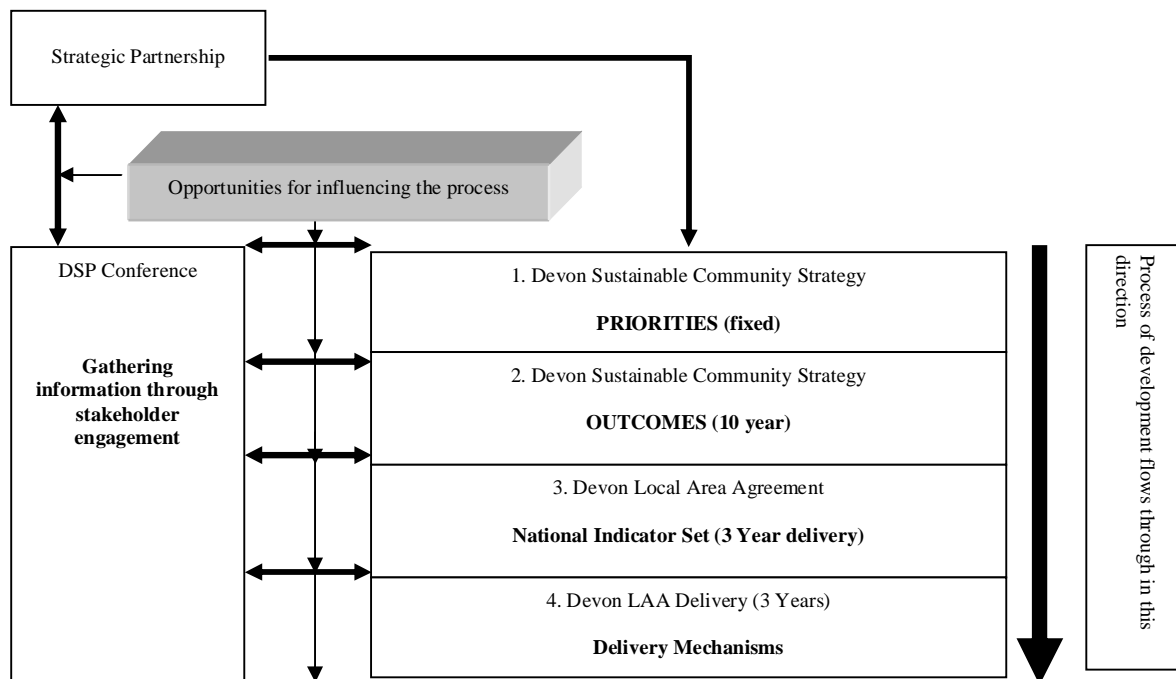 Strategic Partnership
Opportunities for influencing the process
DSP Conference
Gathering
information through
stakeholder
engagement
1. Devon Sustainable Community Strategy
PRIORITIES (fixed)
2. Devon Sustainable Community Strategy
OUTCOMES (10 year)
3. Devon Local Area Agreement
National Indicator Set (3 Year delivery)
4. Devon LAA Delivery (3 Years)
Delivery Mechanisms
Process of development flows through in this
direction